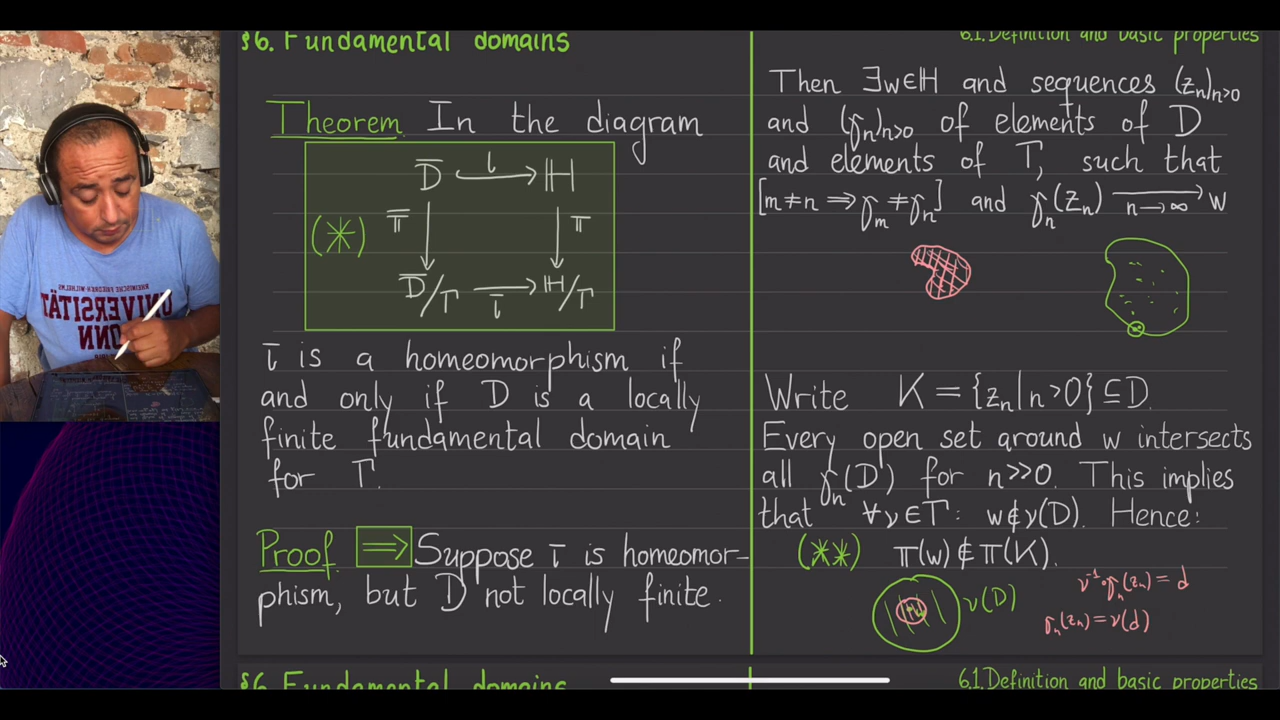 §6. Fundamental domains
Theorem In the diagram
D̅ ι H
(*) π̅ π
D̅/Γ ι̅ H/Γ
ι̅ is a homeomorphism if
and only if D is a locally
finite fundamental domain
for Γ.
Proof. ⇒ Suppose ι̅ is homeomor-
phism, but D not locally finite.
6.1. Definition and basic properties
Then ∃w∈ℍ and sequences (zₙ)ₙ>₀
and (γₙ)ₙ>₀ of elements of D
and elements of Γ, such that
[m≠n ⇒ γₘ≠γₙ] and γₙ(zₙ) ⟶ w
n→∞
Write K = {zₙ | n>0} ⊆ D.
Every open set around w intersects
all γₙ(D) for n>>0. This implies
that ∀ν∈Γ: w∉ν(D). Hence:
(**) π(w) ∉ π(K).
ν(D)
ν⁻¹∘γₙ(zₙ) = d
γₙ(zₙ) = ν(d)
§6. Fundamental domains
6.1. Definition and basic properties
RHEINISCHE FRIEDRICH-WILHELMS
UNIVERSITÄT
BONN